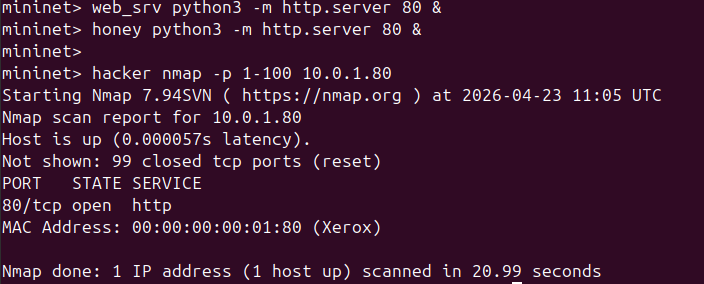 mininet> web_srv python3 -m http.server 80 &
mininet> honey python3 -m http.server 80 &
mininet>
mininet> hacker nmap -p 1-100 10.0.1.80
Starting Nmap 7.94SVN ( https://nmap.org ) at 2026-04-23 11:05 UTC
Nmap scan report for 10.0.1.80
Host is up (0.000057s latency).
Not shown: 99 closed tcp ports (reset)
PORT   STATE SERVICE
80/tcp open  http
MAC Address: 00:00:00:00:01:80 (Xerox)

Nmap done: 1 IP address (1 host up) scanned in 20.99 seconds